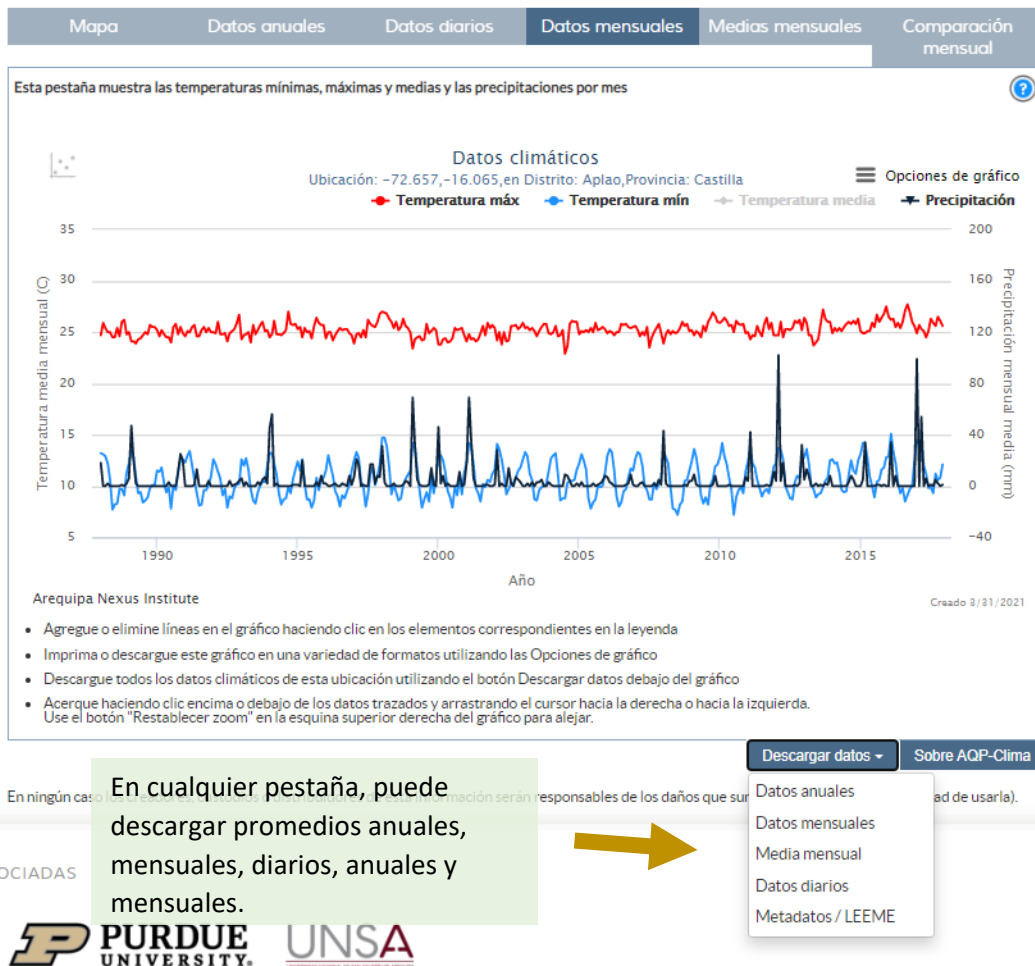 Mapa
Datos anuales
Datos diarios
Datos mensuales
Medias mensuales
Comparación
mensual
Esta pestaña muestra las temperaturas mínimas, máximas y medias y las precipitaciones por mes
?
Datos climáticos
Ubicación: -72.657,-16.065,en Distrito: Aplao,Provincia: Castilla
Opciones de gráfico
Temperatura máx
Temperatura mín
Temperatura media
Precipitación
Temperatura media mensual (C)
35
30
25
20
15
10
5
200
160
120
80
40
0
-40
Precipitación mensual media (mm)
1990
1995
2000
2005
2010
2015
Año
Arequipa Nexus Institute
Creado 3/31/2021
• Agregue o elimine líneas en el gráfico haciendo clic en los elementos correspondientes en la leyenda
• Imprima o descargue este gráfico en una variedad de formatos utilizando las Opciones de gráfico
• Descargue todos los datos climáticos de esta ubicación utilizando el botón Descargar datos debajo del gráfico
• Acerque haciendo clic encima o debajo de los datos trazados y arrastrando el cursor hacia la derecha o hacia la izquierda.
Use el botón "Restablecer zoom" en la esquina superior derecha del gráfico para alejar.
Descargar datos
Sobre AQP-Clima
En ningún caso los creadores, custodios o distribuidores de esta información serán responsables de los daños que sur
ad de usarla).
Datos anuales
Datos mensuales
Media mensual
Datos diarios
Metadatos / LEEME
En cualquier pestaña, puede
descargar promedios anuales,
mensuales, diarios, anuales y
mensuales.
OCIADAS
PURDUE
UNIVERSITY.
UNSA